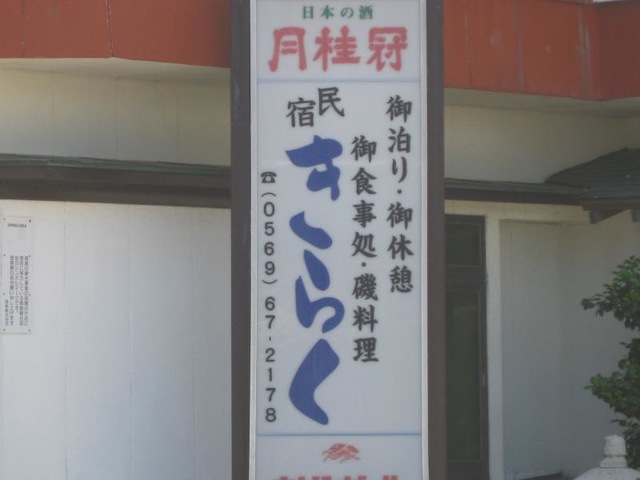 日本の酒
月桂冠
御泊り・御休憩
御食事処・磯料理
民宿
きらく
☎(0569)67-2178